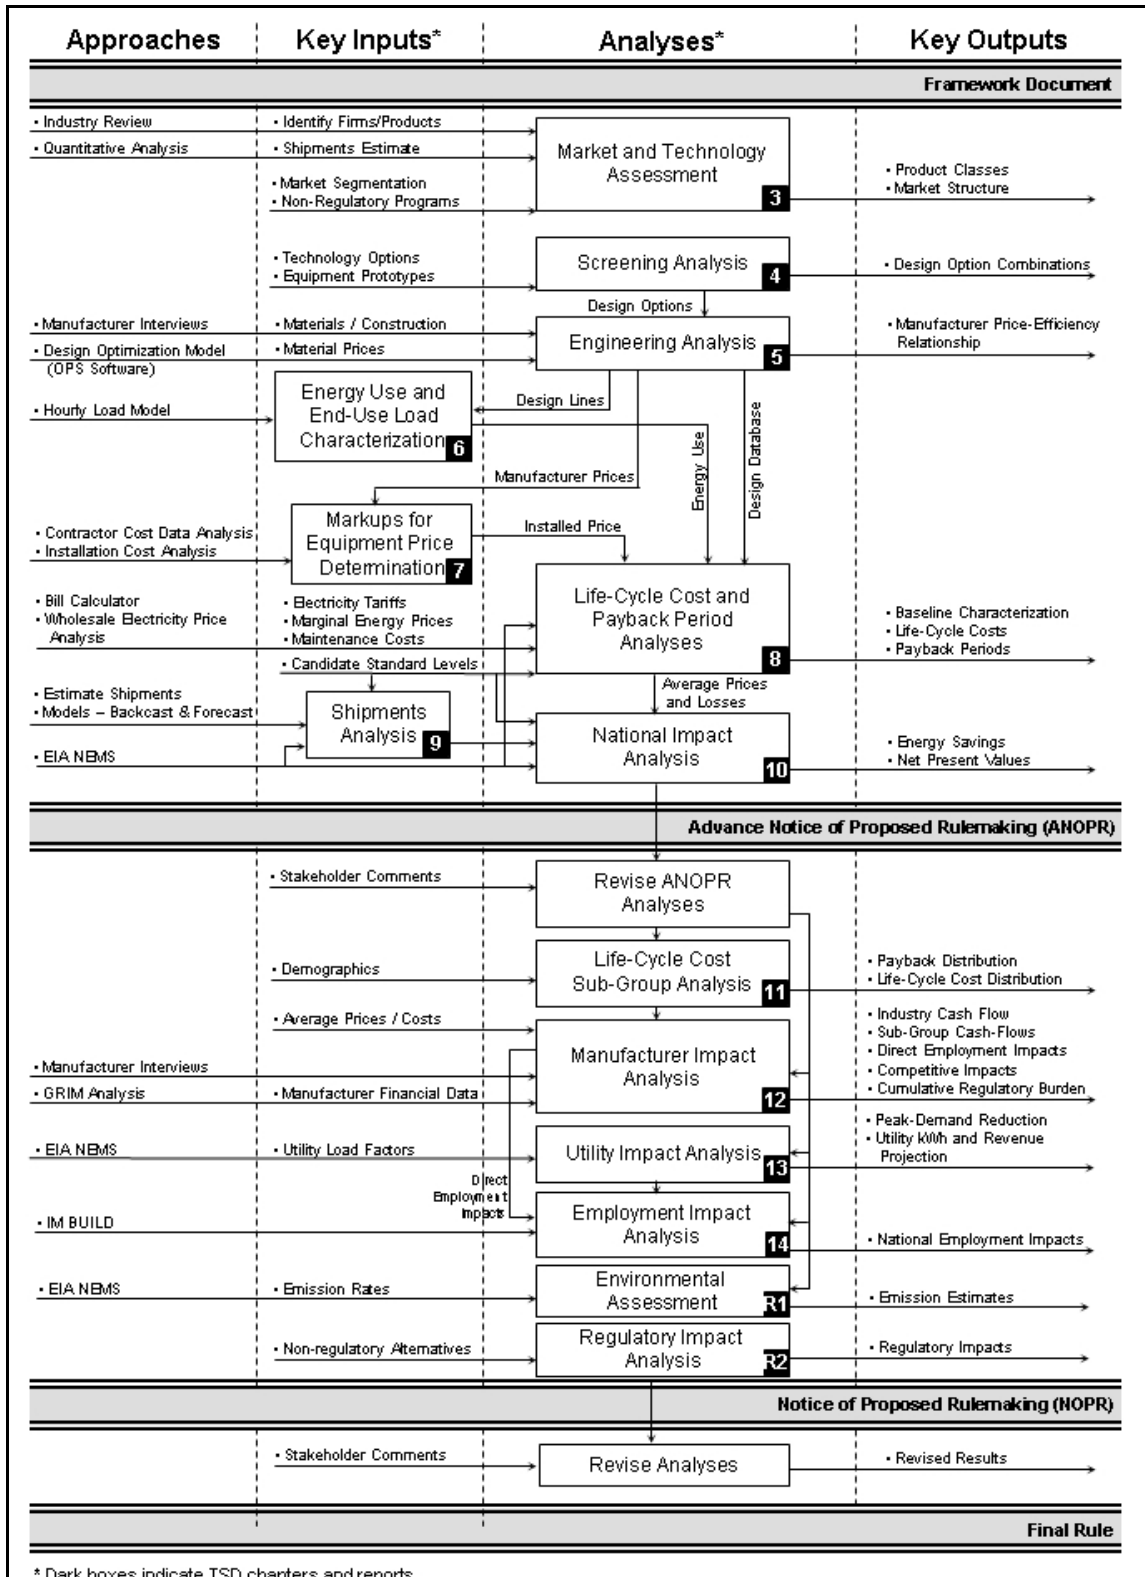 Approaches
Key Inputs*
Analyses*
Key Outputs
Framework Document
• Industry Review
• Identify Firms/Products
• Quantitative Analysis
• Shipments Estimate
Market and Technology
Assessment
3
• Market Segmentation
• Non-Regulatory Programs
• Product Classes
• Market Structure
• Technology Options
• Equipment Prototypes
Screening Analysis
4
• Design Option Combinations
Design Options
• Manufacturer Interviews
• Materials / Construction
• Design Optimization Model
(OPS Software)
• Material Prices
Engineering Analysis
5
• Manufacturer Price-Efficiency
Relationship
• Hourly Load Model
Energy Use and
End-Use Load
Characterization
6
Design Lines
Energy Use
Design Database
Manufacturer Prices
• Contractor Cost Data Analysis
• Installation Cost Analysis
Markups for
Equipment Price
Determination
7
Installed Price
• Bill Calculator
• Wholesale Electricity Price
Analysis
• Electricity Tariffs
• Marginal Energy Prices
• Maintenance Costs
• Candidate Standard Levels
Life-Cycle Cost and
Payback Period
Analyses
8
• Baseline Characterization
• Life-Cycle Costs
• Payback Periods
Average Prices
and Losses
• Estimate Shipments
• Models – Backcast & Forecast
• EIA NEMS
Shipments
Analysis
9
National Impact
Analysis
10
• Energy Savings
• Net Present Values
Advance Notice of Proposed Rulemaking (ANOPR)
• Stakeholder Comments
Revise ANOPR
Analyses
• Demographics
Life-Cycle Cost
Sub-Group Analysis
11
• Payback Distribution
• Life-Cycle Cost Distribution
• Average Prices / Costs
• Manufacturer Interviews
• GRIM Analysis
• Manufacturer Financial Data
Manufacturer Impact
Analysis
12
• Industry Cash Flow
• Sub-Group Cash-Flows
• Direct Employment Impacts
• Competitive Impacts
• Cumulative Regulatory Burden
• EIA NEMS
• Utility Load Factors
Utility Impact Analysis
13
• Peak-Demand Reduction
• Utility kWh and Revenue
Projection
Direct
Employment
Impacts
• IM BUILD
Employment Impact
Analysis
14
• National Employment Impacts
• EIA NEMS
• Emission Rates
Environmental
Assessment
R1
• Emission Estimates
• Non-regulatory Alternatives
Regulatory Impact
Analysis
R2
• Regulatory Impacts
Notice of Proposed Rulemaking (NOPR)
• Stakeholder Comments
Revise Analyses
• Revised Results
Final Rule
* Dark boxes indicate TSD chapters and reports